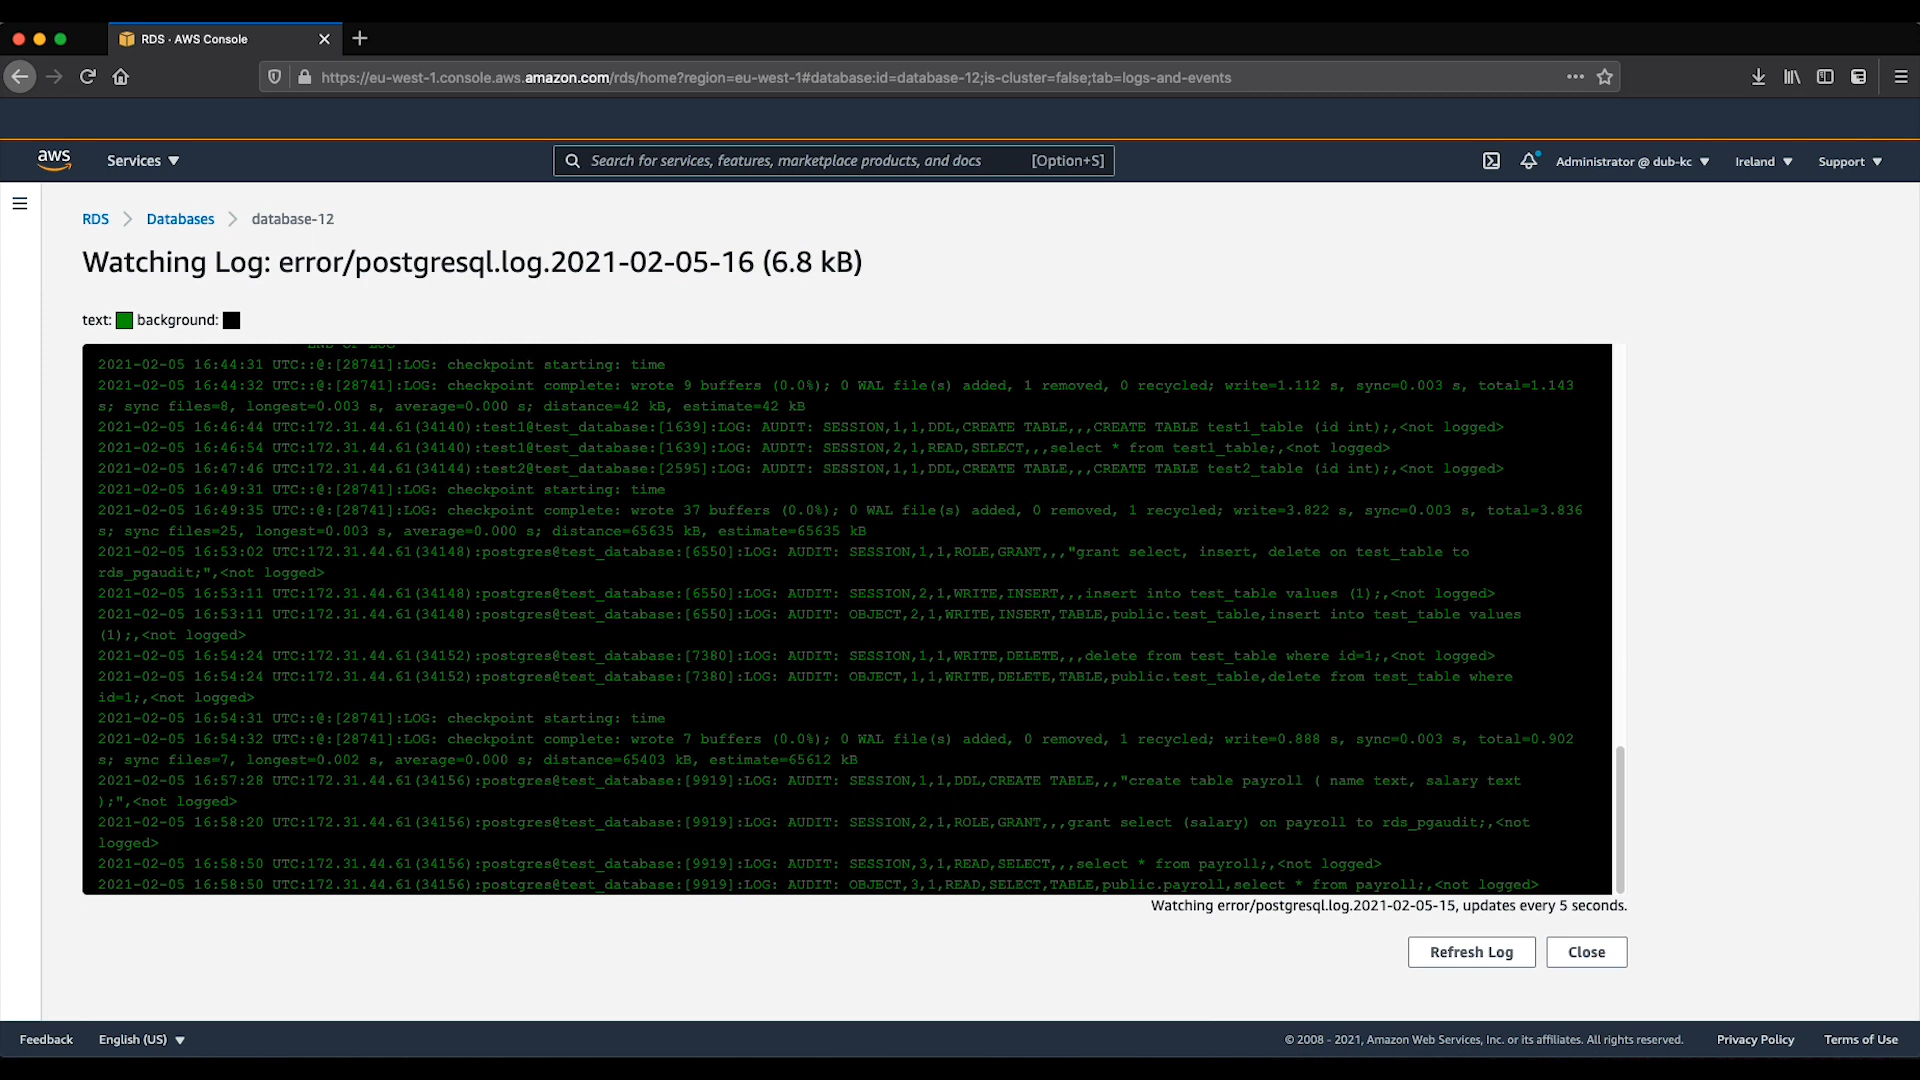 RDS · AWS Console
https://eu-west-1.console.aws.amazon.com/rds/home?region=eu-west-1#database:id=database-12;is-cluster=false;tab=logs-and-events
aws
Services
Search for services, features, marketplace products, and docs [Option+S]
Administrator @ dub-kc
Ireland
Support
RDS
Databases
database-12
Watching Log: error/postgresql.log.2021-02-05-16 (6.8 kB)
text: background:
END OF LOG
2021-02-05 16:44:31 UTC::@:[28741]:LOG: checkpoint starting: time
2021-02-05 16:44:32 UTC::@:[28741]:LOG: checkpoint complete: wrote 9 buffers (0.0%); 0 WAL file(s) added, 1 removed, 0 recycled; write=1.112 s, sync=0.003 s, total=1.143
s; sync files=8, longest=0.003 s, average=0.000 s; distance=42 kB, estimate=42 kB
2021-02-05 16:46:44 UTC:172.31.44.61(34140):test1@test_database:[1639]:LOG: AUDIT: SESSION,1,1,DDL,CREATE TABLE,,,CREATE TABLE test1_table (id int);,<not logged>
2021-02-05 16:46:54 UTC:172.31.44.61(34140):test1@test_database:[1639]:LOG: AUDIT: SESSION,2,1,READ,SELECT,,,select * from test1_table;,<not logged>
2021-02-05 16:47:46 UTC:172.31.44.61(34144):test2@test_database:[2595]:LOG: AUDIT: SESSION,1,1,DDL,CREATE TABLE,,,CREATE TABLE test2_table (id int);,<not logged>
2021-02-05 16:49:31 UTC::@:[28741]:LOG: checkpoint starting: time
2021-02-05 16:49:35 UTC::@:[28741]:LOG: checkpoint complete: wrote 37 buffers (0.0%); 0 WAL file(s) added, 0 removed, 1 recycled; write=3.822 s, sync=0.003 s, total=3.836
s; sync files=25, longest=0.003 s, average=0.000 s; distance=65635 kB, estimate=65635 kB
2021-02-05 16:53:02 UTC:172.31.44.61(34148):postgres@test_database:[6550]:LOG: AUDIT: SESSION,1,1,ROLE,GRANT,,,"grant select, insert, delete on test_table to
rds_pgaudit;",<not logged>
2021-02-05 16:53:11 UTC:172.31.44.61(34148):postgres@test_database:[6550]:LOG: AUDIT: SESSION,2,1,WRITE,INSERT,,,insert into test_table values (1);,<not logged>
2021-02-05 16:53:11 UTC:172.31.44.61(34148):postgres@test_database:[6550]:LOG: AUDIT: OBJECT,2,1,WRITE,INSERT,TABLE,public.test_table,insert into test_table values
(1);,<not logged>
2021-02-05 16:54:24 UTC:172.31.44.61(34152):postgres@test_database:[7380]:LOG: AUDIT: SESSION,1,1,WRITE,DELETE,,,delete from test_table where id=1;,<not logged>
2021-02-05 16:54:24 UTC:172.31.44.61(34152):postgres@test_database:[7380]:LOG: AUDIT: OBJECT,1,1,WRITE,DELETE,TABLE,public.test_table,delete from test_table where
id=1;,<not logged>
2021-02-05 16:54:31 UTC::@:[28741]:LOG: checkpoint starting: time
2021-02-05 16:54:32 UTC::@:[28741]:LOG: checkpoint complete: wrote 7 buffers (0.0%); 0 WAL file(s) added, 0 removed, 1 recycled; write=0.888 s, sync=0.003 s, total=0.902
s; sync files=7, longest=0.002 s, average=0.000 s; distance=65403 kB, estimate=65612 kB
2021-02-05 16:57:28 UTC:172.31.44.61(34156):postgres@test_database:[9919]:LOG: AUDIT: SESSION,1,1,DDL,CREATE TABLE,,,"create table payroll ( name text, salary text
);",<not logged>
2021-02-05 16:58:20 UTC:172.31.44.61(34156):postgres@test_database:[9919]:LOG: AUDIT: SESSION,2,1,ROLE,GRANT,,,grant select (salary) on payroll to rds_pgaudit;,<not
logged>
2021-02-05 16:58:50 UTC:172.31.44.61(34156):postgres@test_database:[9919]:LOG: AUDIT: SESSION,3,1,READ,SELECT,,,select * from payroll;,<not logged>
2021-02-05 16:58:50 UTC:172.31.44.61(34156):postgres@test_database:[9919]:LOG: AUDIT: OBJECT,3,1,READ,SELECT,TABLE,public.payroll,select * from payroll;,<not logged>
Watching error/postgresql.log.2021-02-05-15, updates every 5 seconds.
Refresh Log
Close
Feedback
English (US)
© 2008 - 2021, Amazon Web Services, Inc. or its affiliates. All rights reserved.
Privacy Policy
Terms of Use